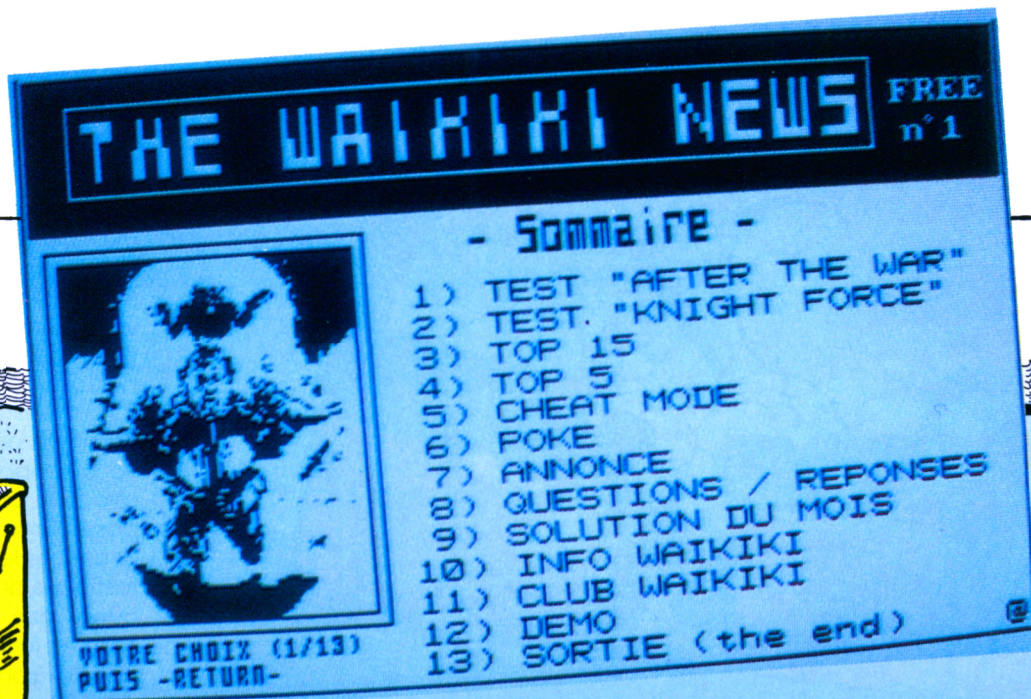 THE WAIKIKI NEWS
FREE
n°1
- Sommaire -
1) TEST "AFTER THE WAR"
2) TEST. "KNIGHT FORCE"
3) TOP 15
4) TOP 5
5) CHEAT MODE
6) POKE
7) ANNONCE
8) QUESTIONS / REPONSES
9) SOLUTION DU MOIS
10) INFO WAIKIKI
11) CLUB WAIKIKI
12) DEMO
13) SORTIE (the end)
@
VOTRE CHOIX (1/13)
PUIS -RETURN-